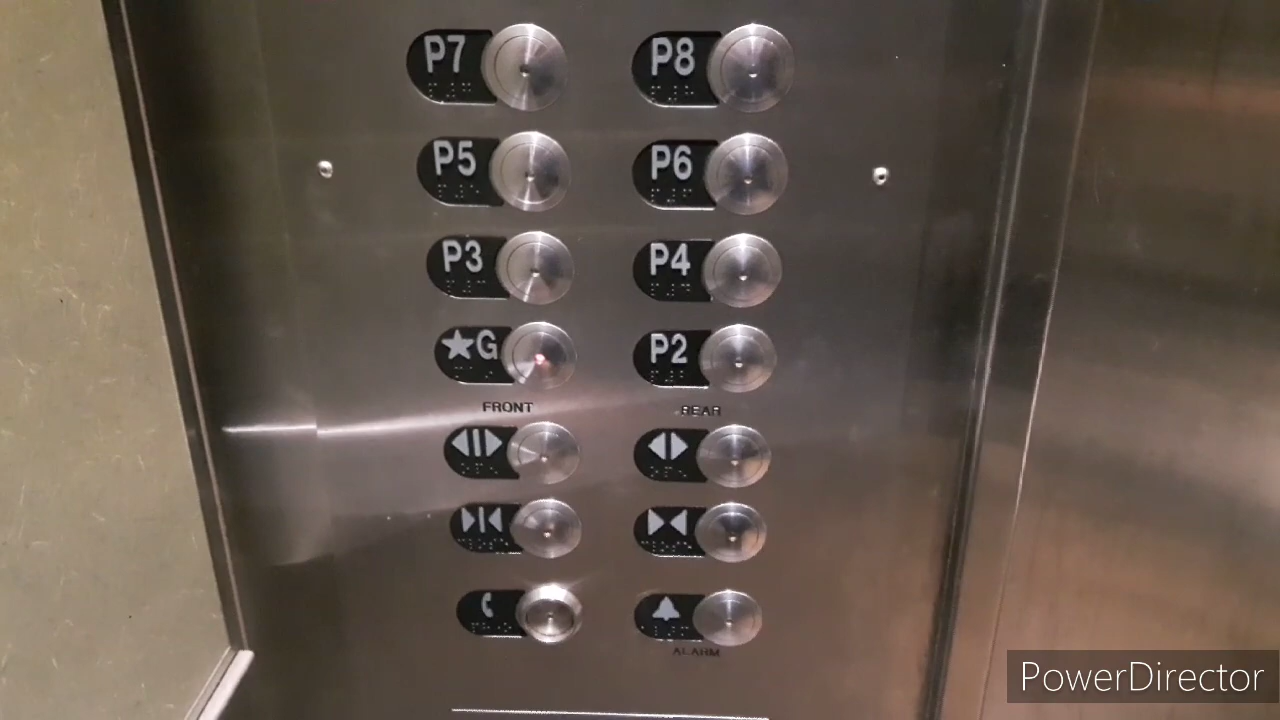 P7 P8
P5 P6
P3 P4
★G P2
FRONT REAR
ALARM
PowerDirector